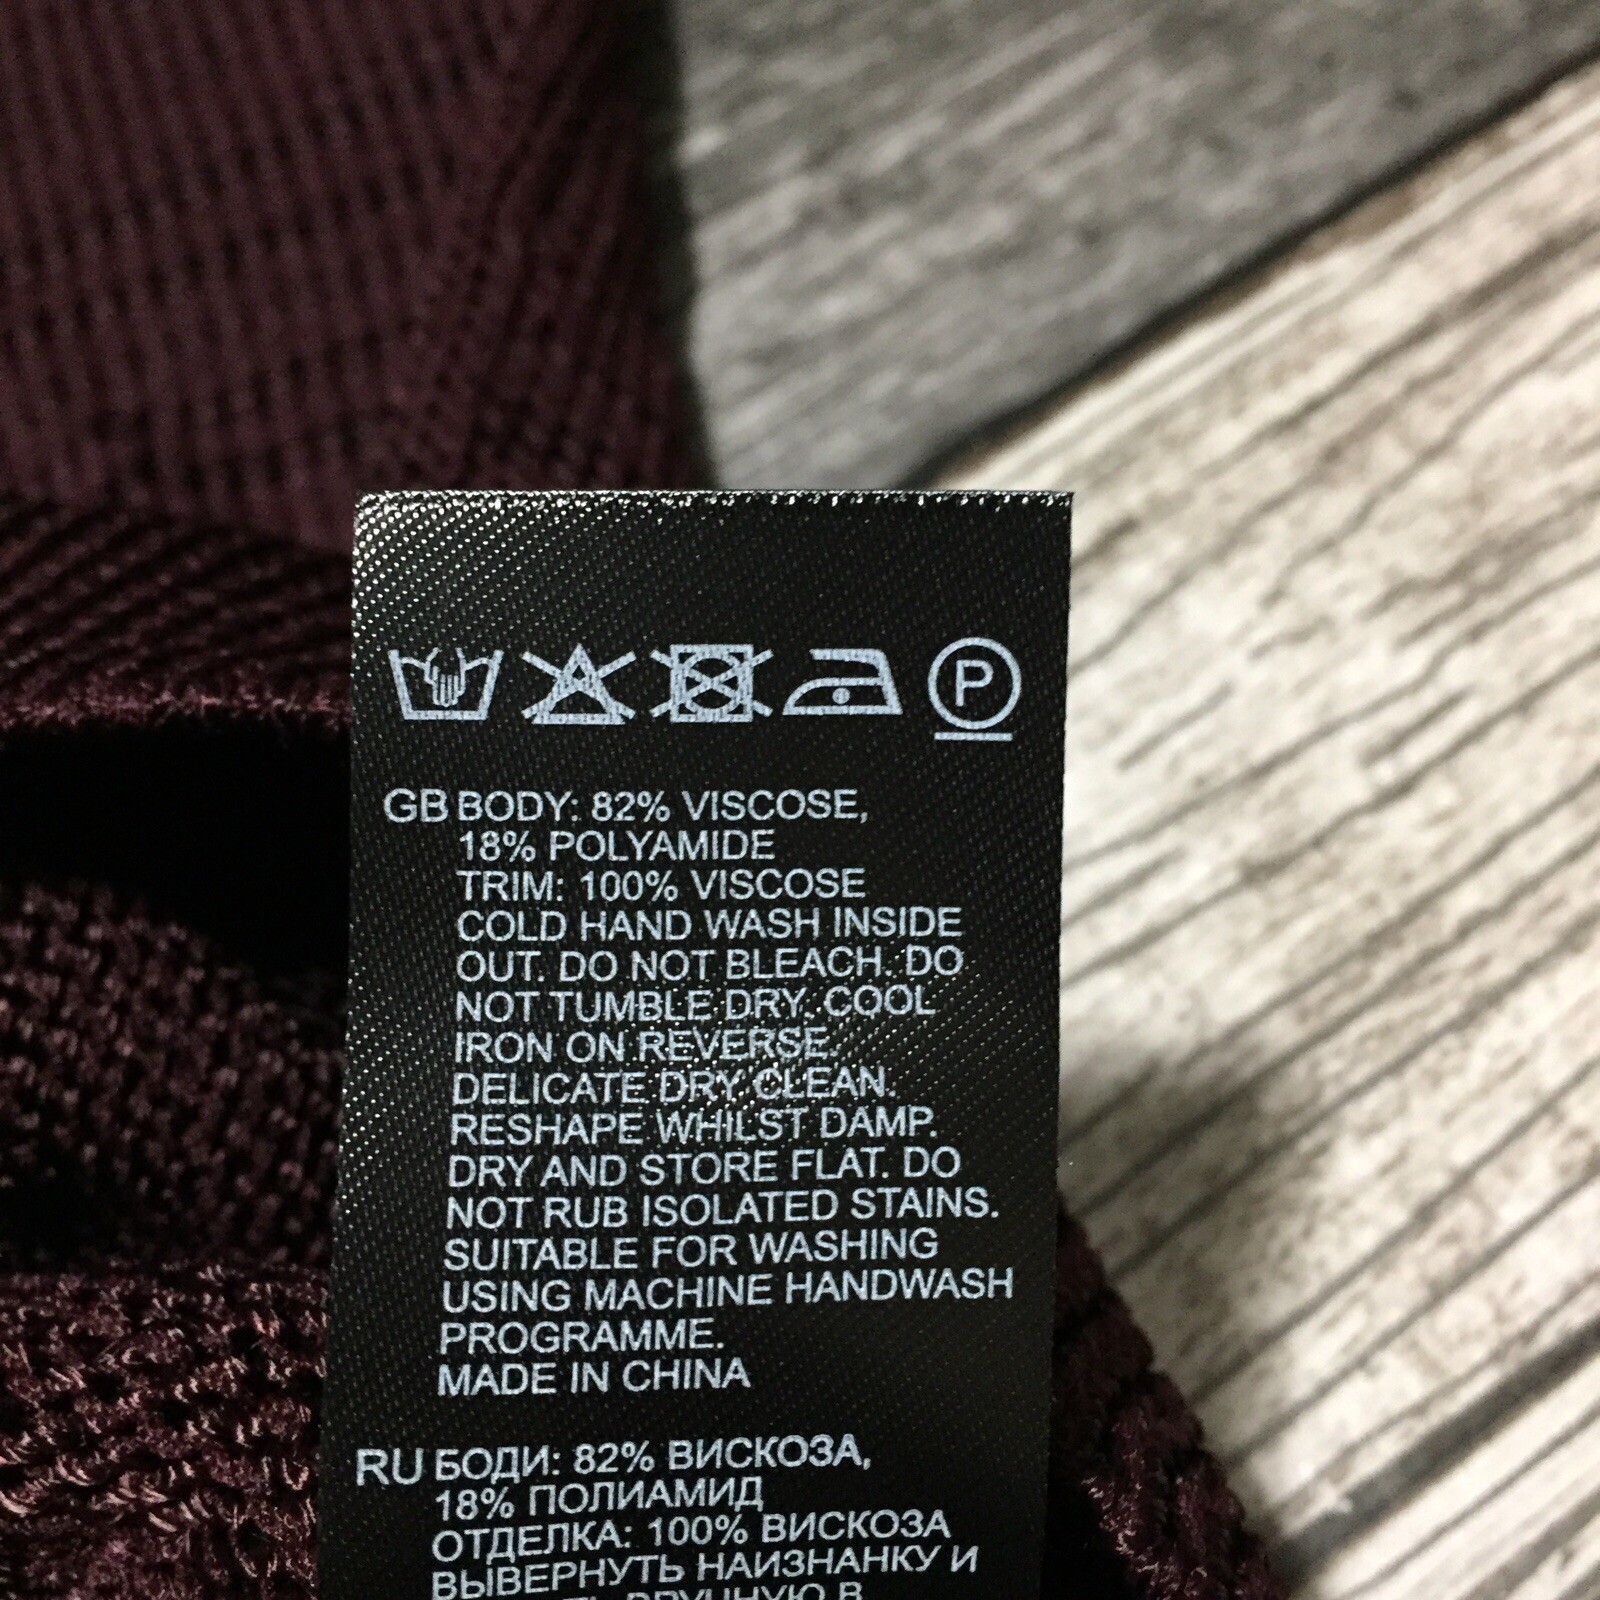 P
GB BODY: 82% VISCOSE,
18% POLYAMIDE
TRIM: 100% VISCOSE
COLD HAND WASH INSIDE
OUT. DO NOT BLEACH. DO
NOT TUMBLE DRY. COOL
IRON ON REVERSE.
DELICATE DRY CLEAN.
RESHAPE WHILST DAMP.
DRY AND STORE FLAT. DO
NOT RUB ISOLATED STAINS.
SUITABLE FOR WASHING
USING MACHINE HANDWASH
PROGRAMME.
MADE IN CHINA
RU БОДИ: 82% ВИСКОЗА,
18% ПОЛИАМИД
ОТДЕЛКА: 100% ВИСКОЗА
ВЫВЕРНУТЬ НАИЗНАНКУ И
ВРУЧНУЮ В